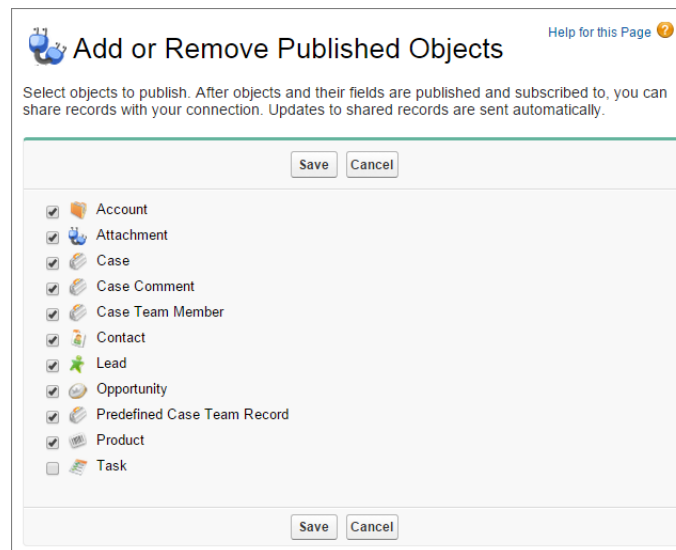 Help for this Page
Add or Remove Published Objects
Select objects to publish. After objects and their fields are published and subscribed to, you can
share records with your connection. Updates to shared records are sent automatically.
Save Cancel
Account
Attachment
Case
Case Comment
Case Team Member
Contact
Lead
Opportunity
Predefined Case Team Record
Product
Task
Save Cancel